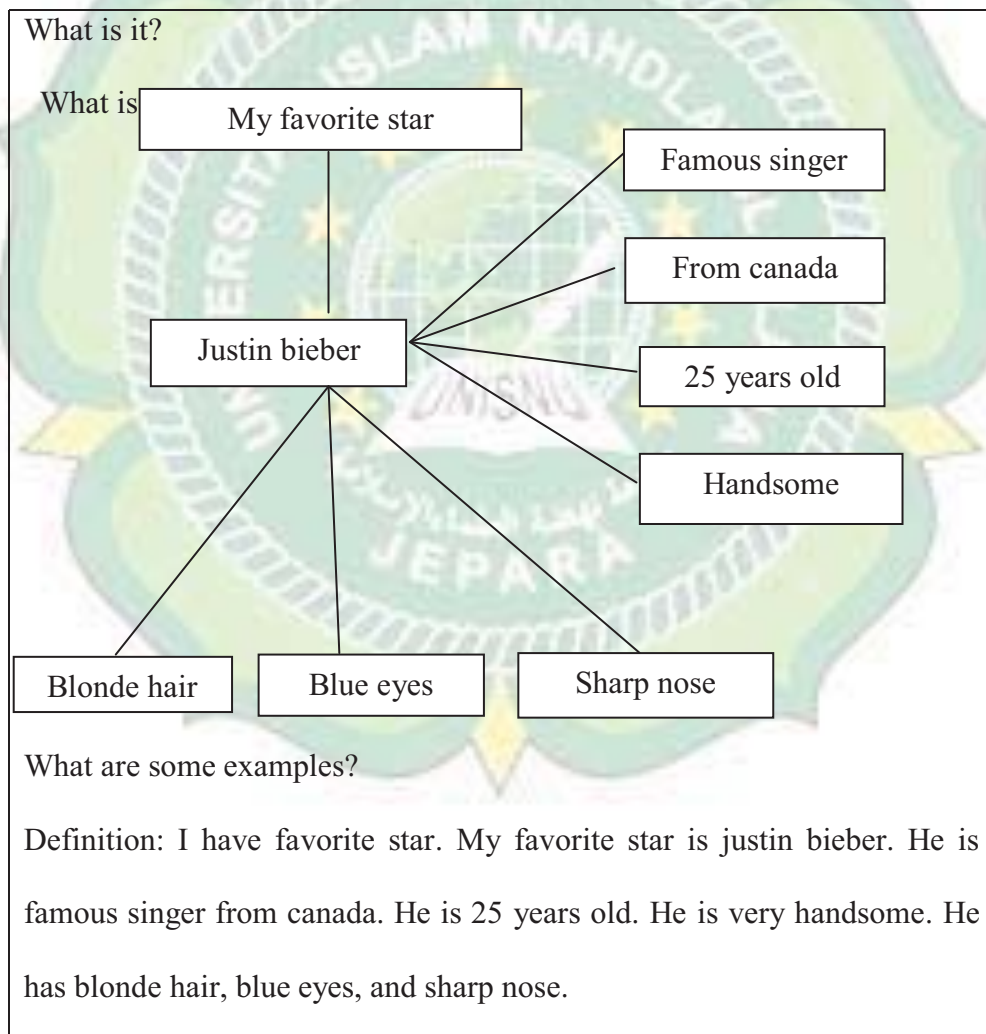 What is it?
What is
My favorite star
Famous singer
From canada
Justin bieber
25 years old
Handsome
Blonde hair
Blue eyes
Sharp nose
What are some examples?
Definition: I have favorite star. My favorite star is justin bieber. He is
famous singer from canada. He is 25 years old. He is very handsome. He
has blonde hair, blue eyes, and sharp nose.
UNISNU
JEPARA